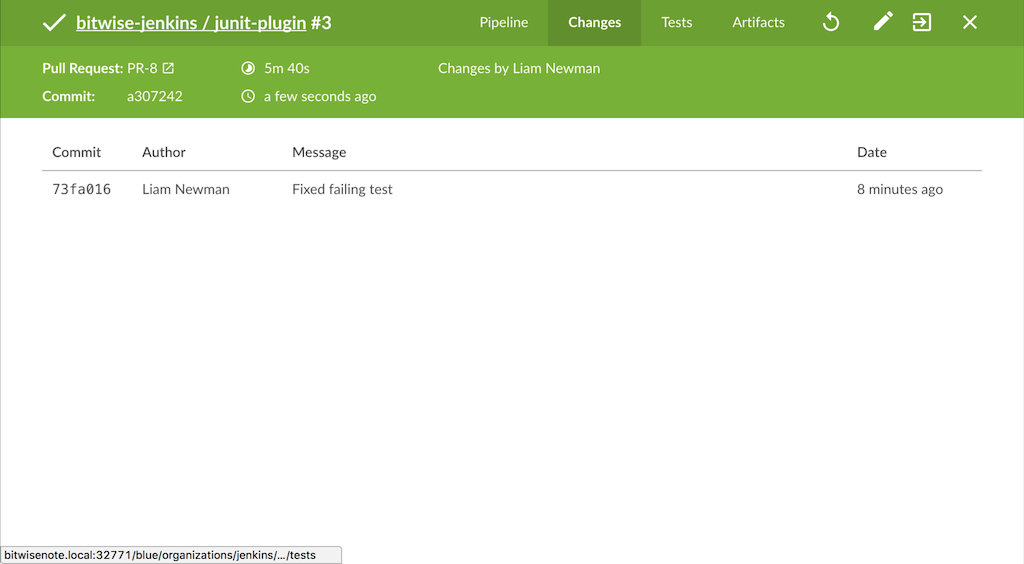 bitwise-jenkins / junit-plugin #3 Pipeline Changes Tests Artifacts
Pull Request: PR-8 5m 40s Changes by Liam Newman
Commit: a307242 a few seconds ago
Commit Author Message Date
73fa016 Liam Newman Fixed failing test 8 minutes ago
bitwisenote.local:32771/blue/organizations/jenkins/.../tests